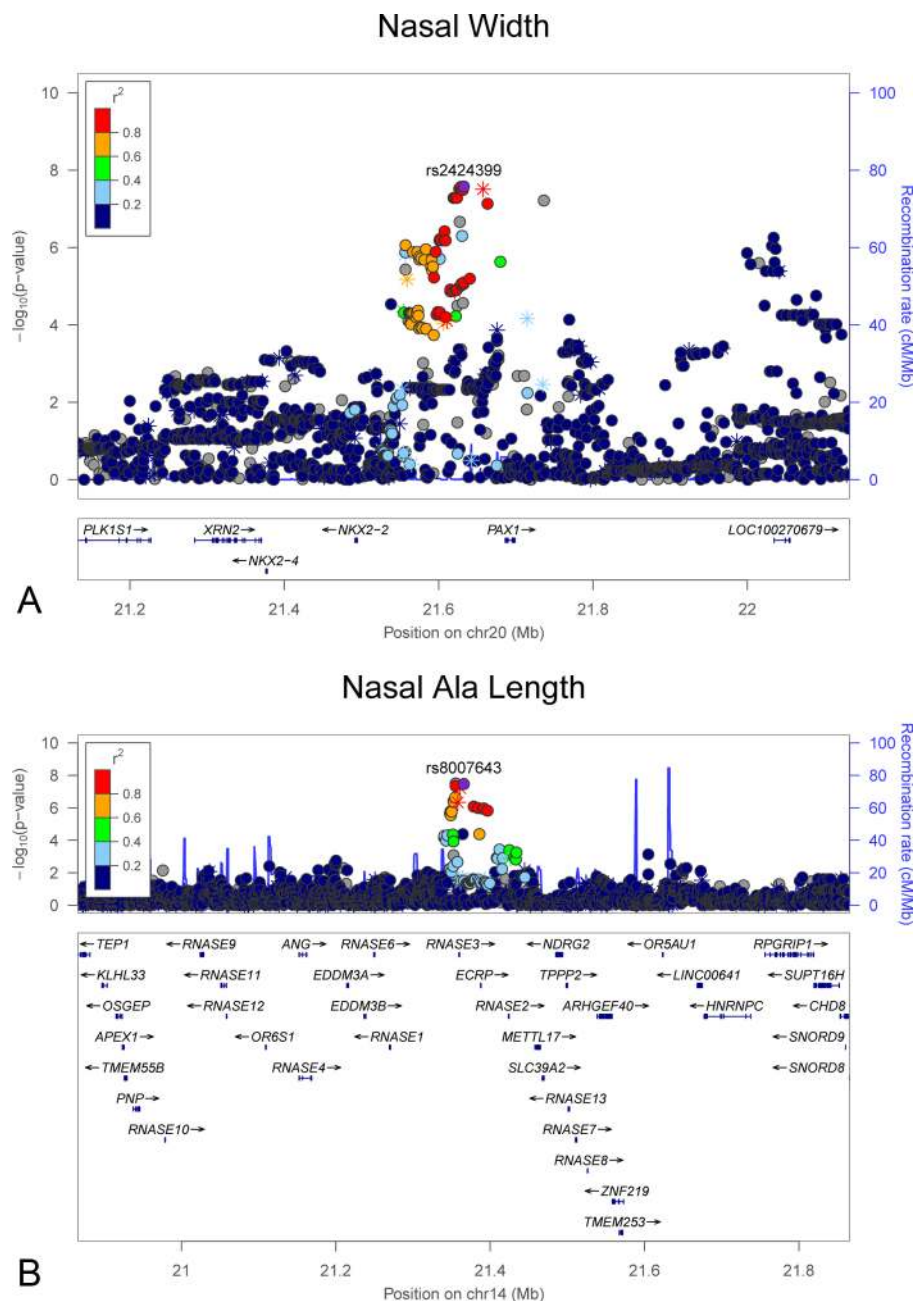 Nasal Width
10
8
6
4
2
0
−log10(p−value)
100
80
60
40
20
0
Recombination rate (cM/Mb)
r2
0.8
0.6
0.4
0.2
rs2424399
PLK1S1→
XRN2→
←NKX2−2
PAX1→
LOC100270679→
←NKX2−4
21.2
21.4
21.6
21.8
22
Position on chr20 (Mb)
A
Nasal Ala Length
10
8
6
4
2
0
−log10(p−value)
100
80
60
40
20
0
Recombination rate (cM/Mb)
r2
0.8
0.6
0.4
0.2
rs8007643
←TEP1
←RNASE9
ANG→
RNASE6→
RNASE3→
←NDRG2
←OR5AU1
RPGRIP1→
←KLHL33
←RNASE11
EDDM3A→
ECRP→
TPPP2→
←LINC00641
←SUPT16H
←OSGEP
←RNASE12
EDDM3B→
RNASE2→
ARHGEF40→
←HNRNPC
←CHD8
APEX1→
←OR6S1
←RNASE1
METTL17→
←SNORD9
←TMEM55B
RNASE4→
SLC39A2→
←SNORD8
PNP→
←RNASE13
RNASE10→
RNASE7→
RNASE8→
←ZNF219
TMEM253→
21
21.2
21.4
21.6
21.8
Position on chr14 (Mb)
B